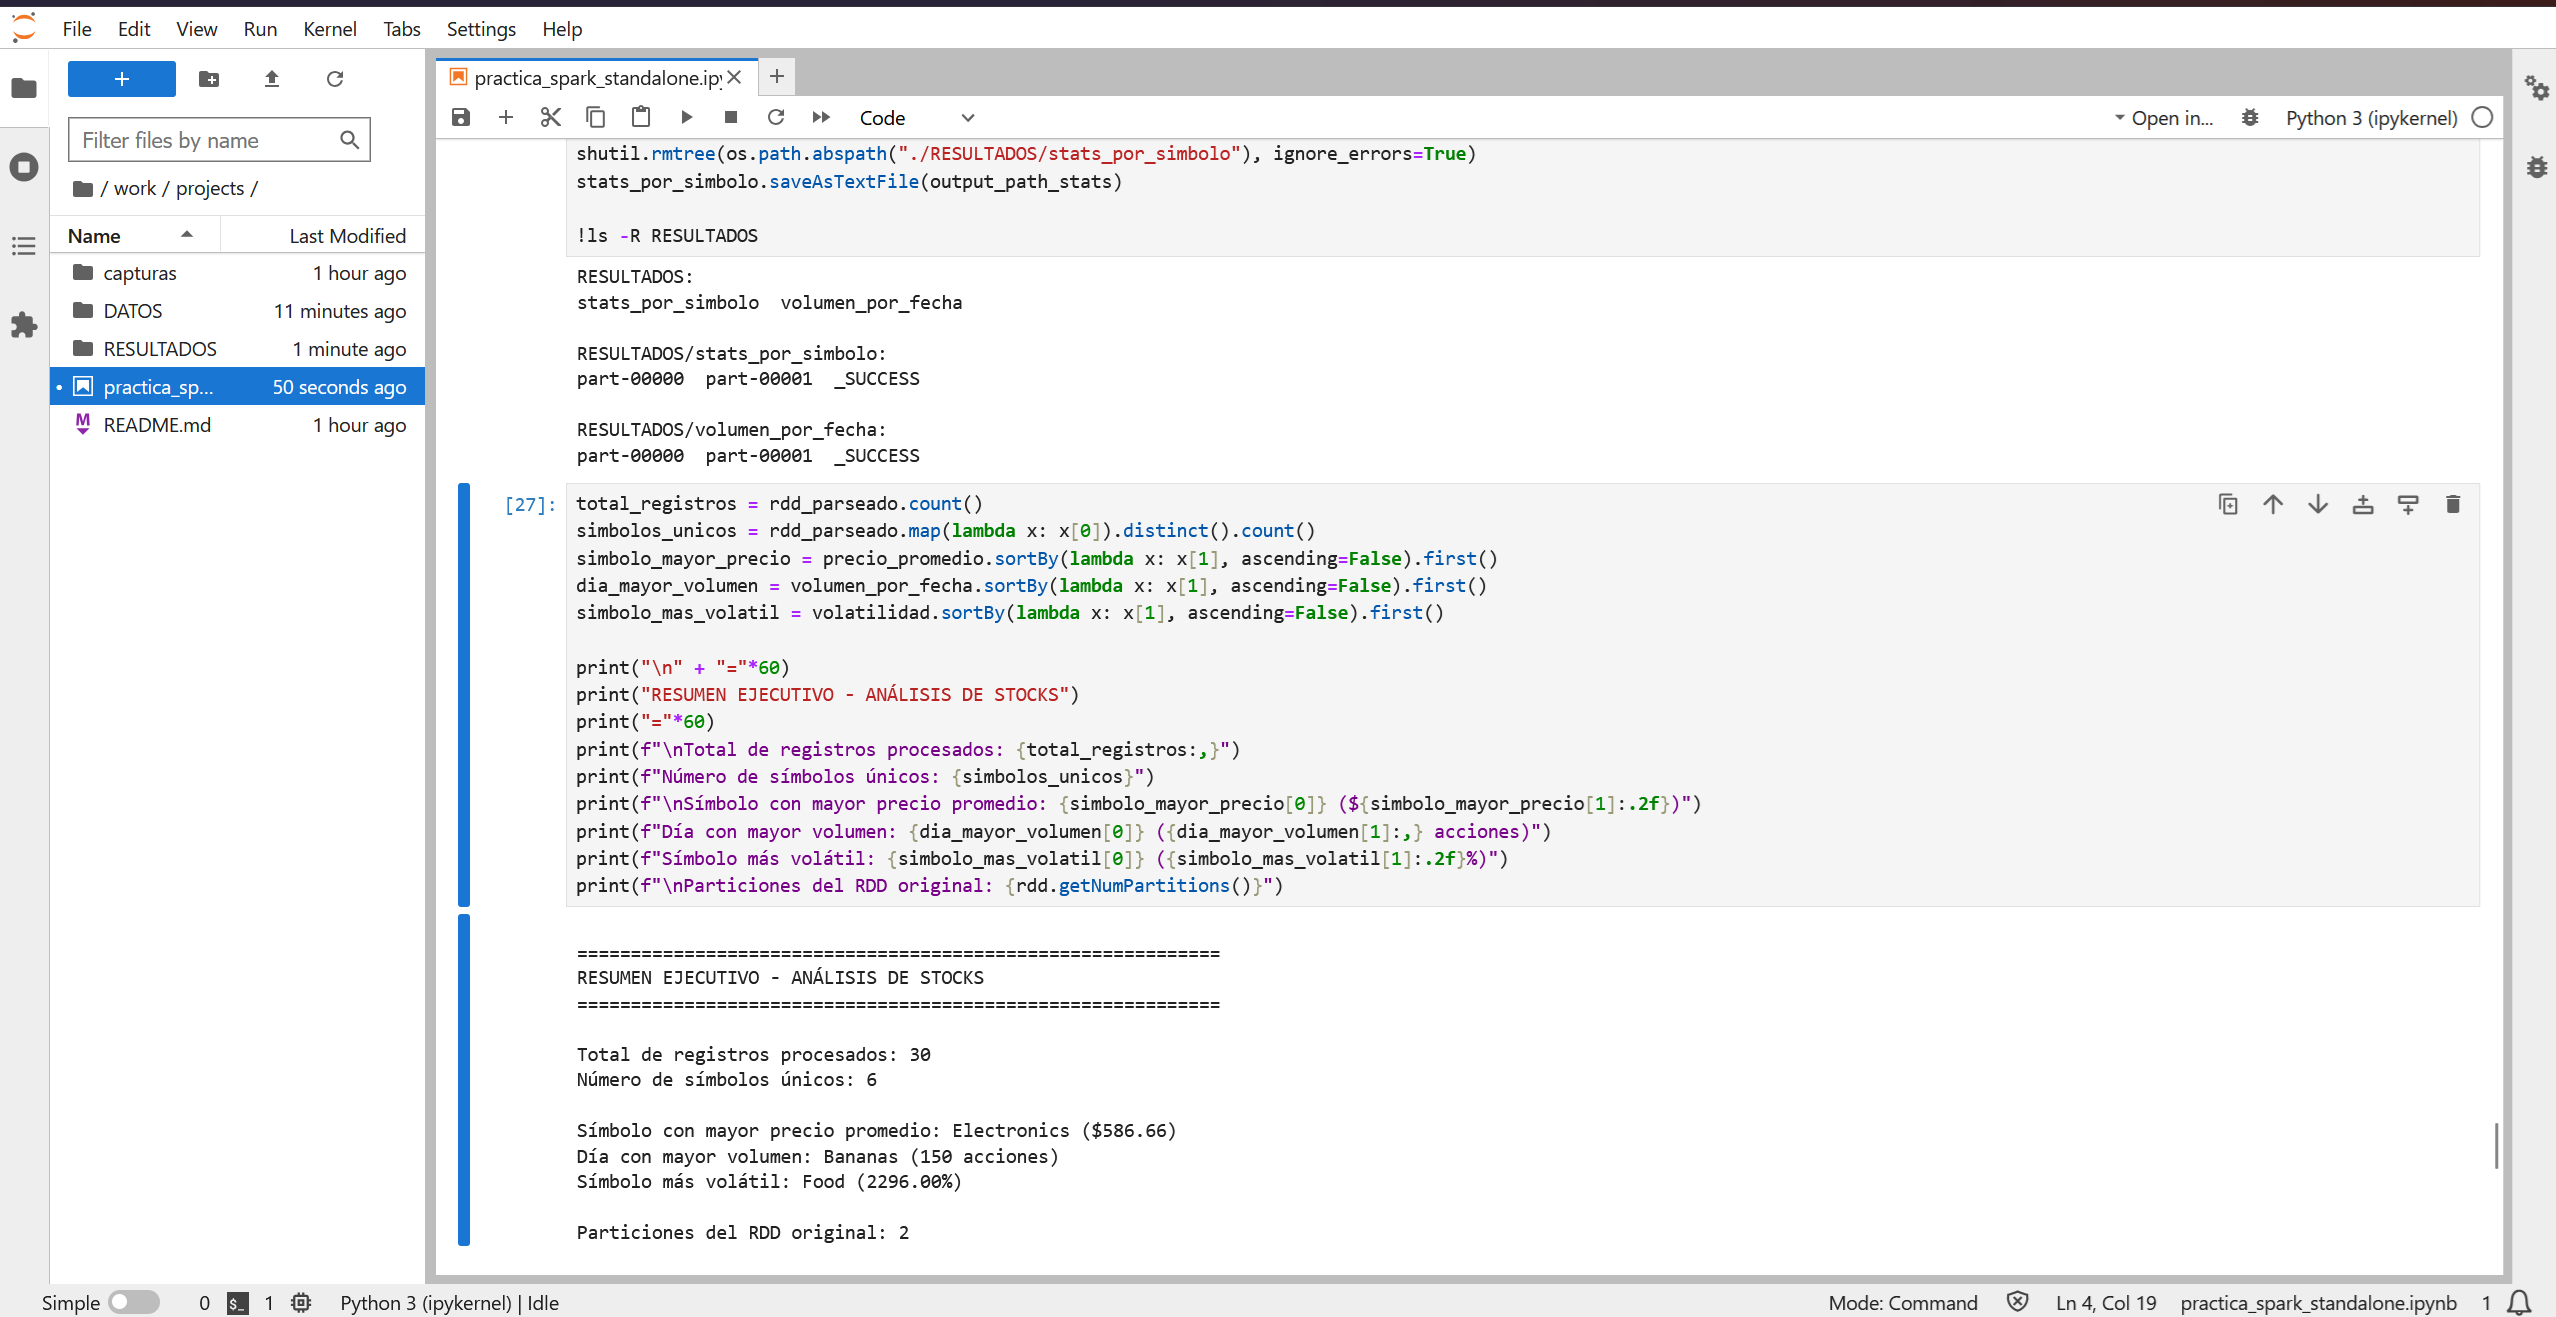 File Edit View Run Kernel Tabs Settings Help
practica_spark_standalone.ipy
Filter files by name
/ work / projects /
Name Last Modified
capturas 1 hour ago
DATOS 11 minutes ago
RESULTADOS 1 minute ago
practica_sp... 50 seconds ago
README.md 1 hour ago
Code
Open in... Python 3 (ipykernel)
shutil.rmtree(os.path.abspath("./RESULTADOS/stats_por_simbolo"), ignore_errors=True)
stats_por_simbolo.saveAsTextFile(output_path_stats)
!ls -R RESULTADOS
RESULTADOS:
stats_por_simbolo  volumen_por_fecha
RESULTADOS/stats_por_simbolo:
part-00000  part-00001  _SUCCESS
RESULTADOS/volumen_por_fecha:
part-00000  part-00001  _SUCCESS
[27]:
total_registros = rdd_parseado.count()
simbolos_unicos = rdd_parseado.map(lambda x: x[0]).distinct().count()
simbolo_mayor_precio = precio_promedio.sortBy(lambda x: x[1], ascending=False).first()
dia_mayor_volumen = volumen_por_fecha.sortBy(lambda x: x[1], ascending=False).first()
simbolo_mas_volatil = volatilidad.sortBy(lambda x: x[1], ascending=False).first()
print("\n" + "="*60)
print("RESUMEN EJECUTIVO - ANÁLISIS DE STOCKS")
print("="*60)
print(f"\nTotal de registros procesados: {total_registros:,}")
print(f"Número de símbolos únicos: {simbolos_unicos}")
print(f"\nSímbolo con mayor precio promedio: {simbolo_mayor_precio[0]} (${simbolo_mayor_precio[1]:.2f})")
print(f"Día con mayor volumen: {dia_mayor_volumen[0]} ({dia_mayor_volumen[1]:,} acciones)")
print(f"Símbolo más volátil: {simbolo_mas_volatil[0]} ({simbolo_mas_volatil[1]:.2f}%)")
print(f"\nParticiones del RDD original: {rdd.getNumPartitions()}")
============================================================
RESUMEN EJECUTIVO - ANÁLISIS DE STOCKS
============================================================
Total de registros procesados: 30
Número de símbolos únicos: 6
Símbolo con mayor precio promedio: Electronics ($586.66)
Día con mayor volumen: Bananas (150 acciones)
Símbolo más volátil: Food (2296.00%)
Particiones del RDD original: 2
Simple 0 $_ 1 Python 3 (ipykernel) | Idle Mode: Command Ln 4, Col 19 practica_spark_standalone.ipynb 1